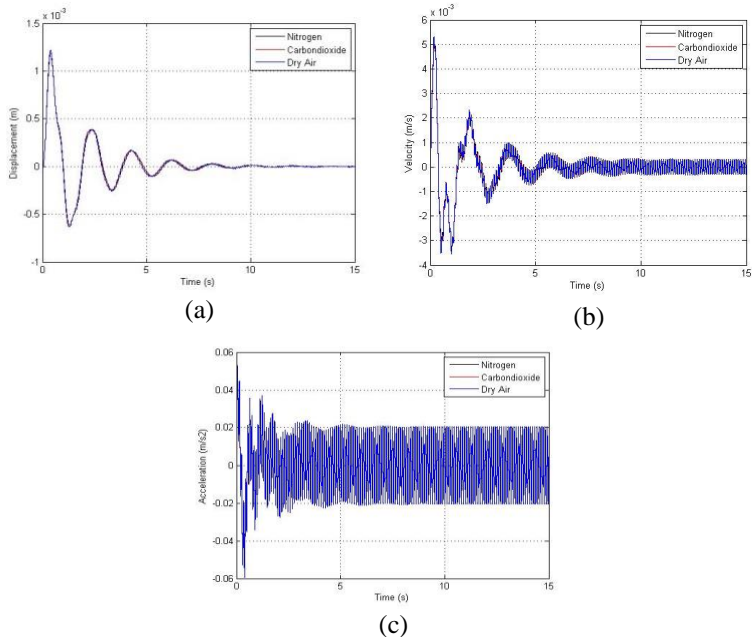 x 10⁻³
1.5
1
0.5
0
-0.5
-1
Displacement (m)
0 5 10 15
Time (s)
Nitrogen
Carbondioxide
Dry Air
(a)
x 10⁻³
6
5
4
3
2
1
0
-1
-2
-3
-4
Velocity (m/s)
0 5 10 15
Time (s)
Nitrogen
Carbondioxide
Dry Air
(b)
0.06
0.04
0.02
0
-0.02
-0.04
-0.06
Acceleration (m/s2)
0 5 10 15
Time (s)
Nitrogen
Carbondioxide
Dry Air
(c)